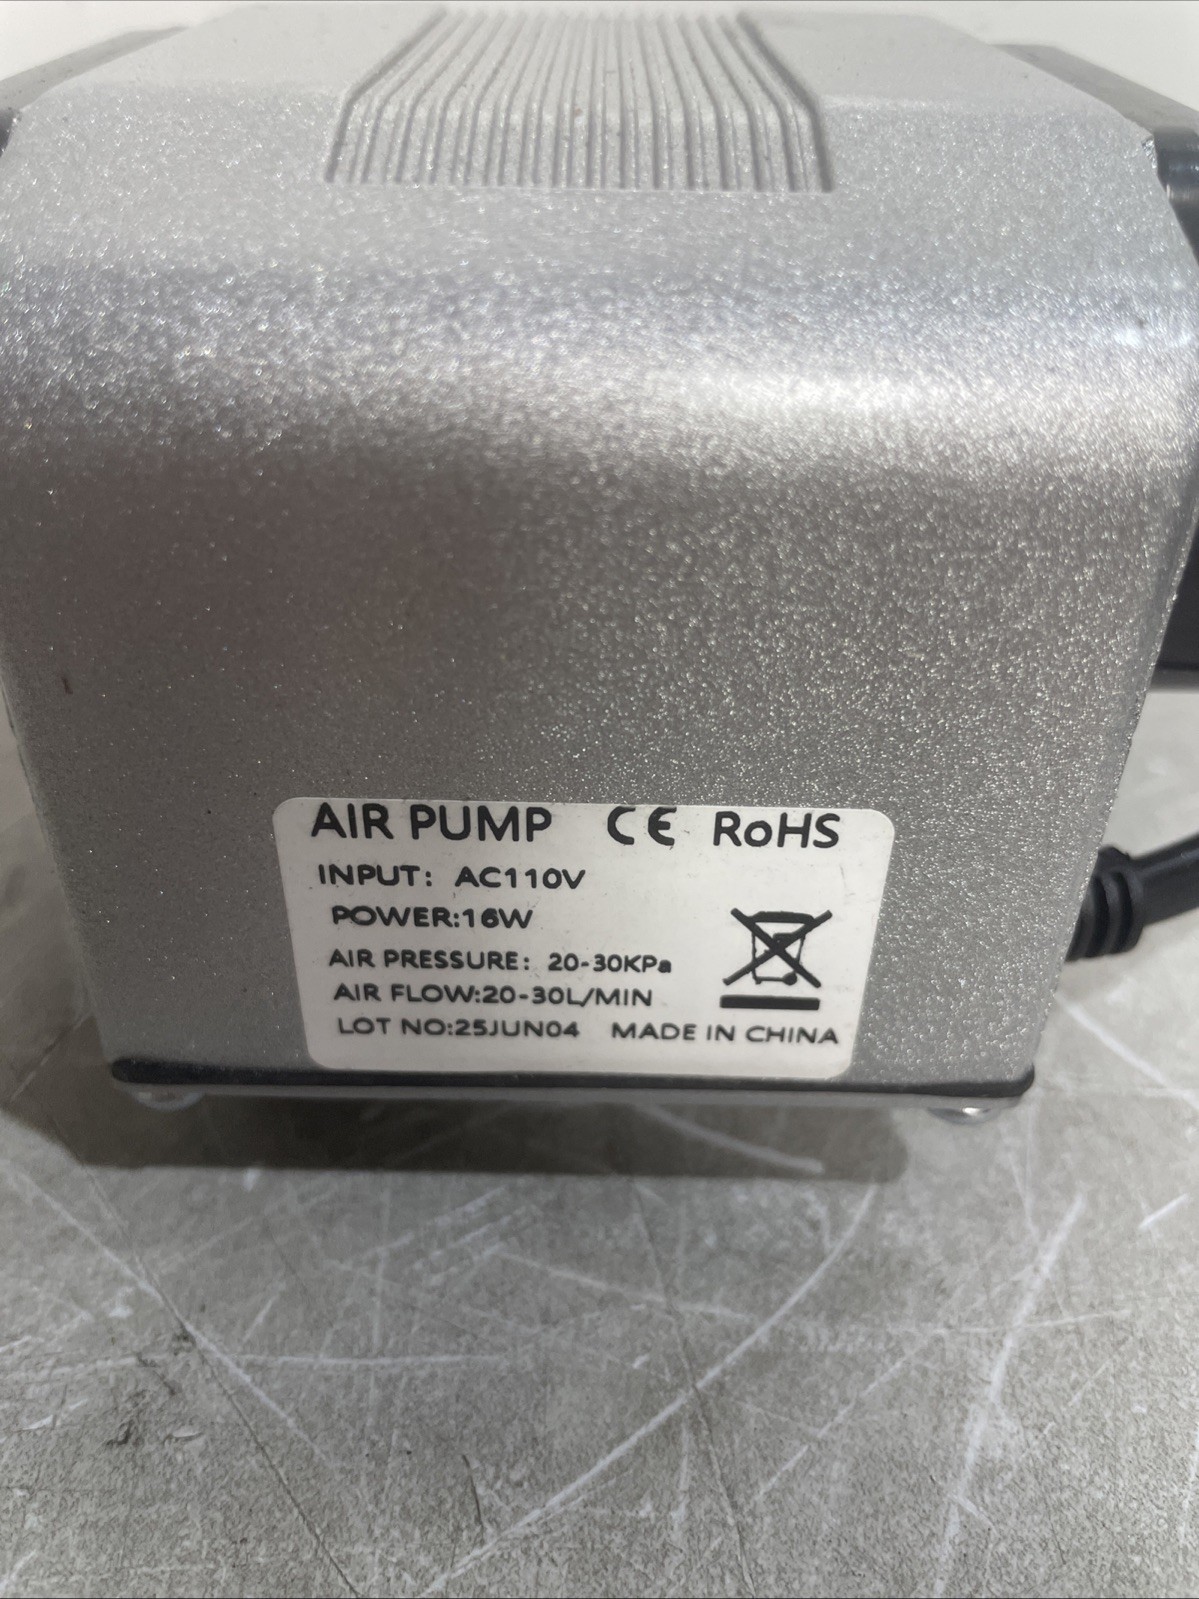 AIR PUMP CE RoHS
INPUT: AC110V
POWER:16W
AIR PRESSURE: 20-30KPa
AIR FLOW:20-30L/MIN
LOT NO:25JUN04 MADE IN CHINA